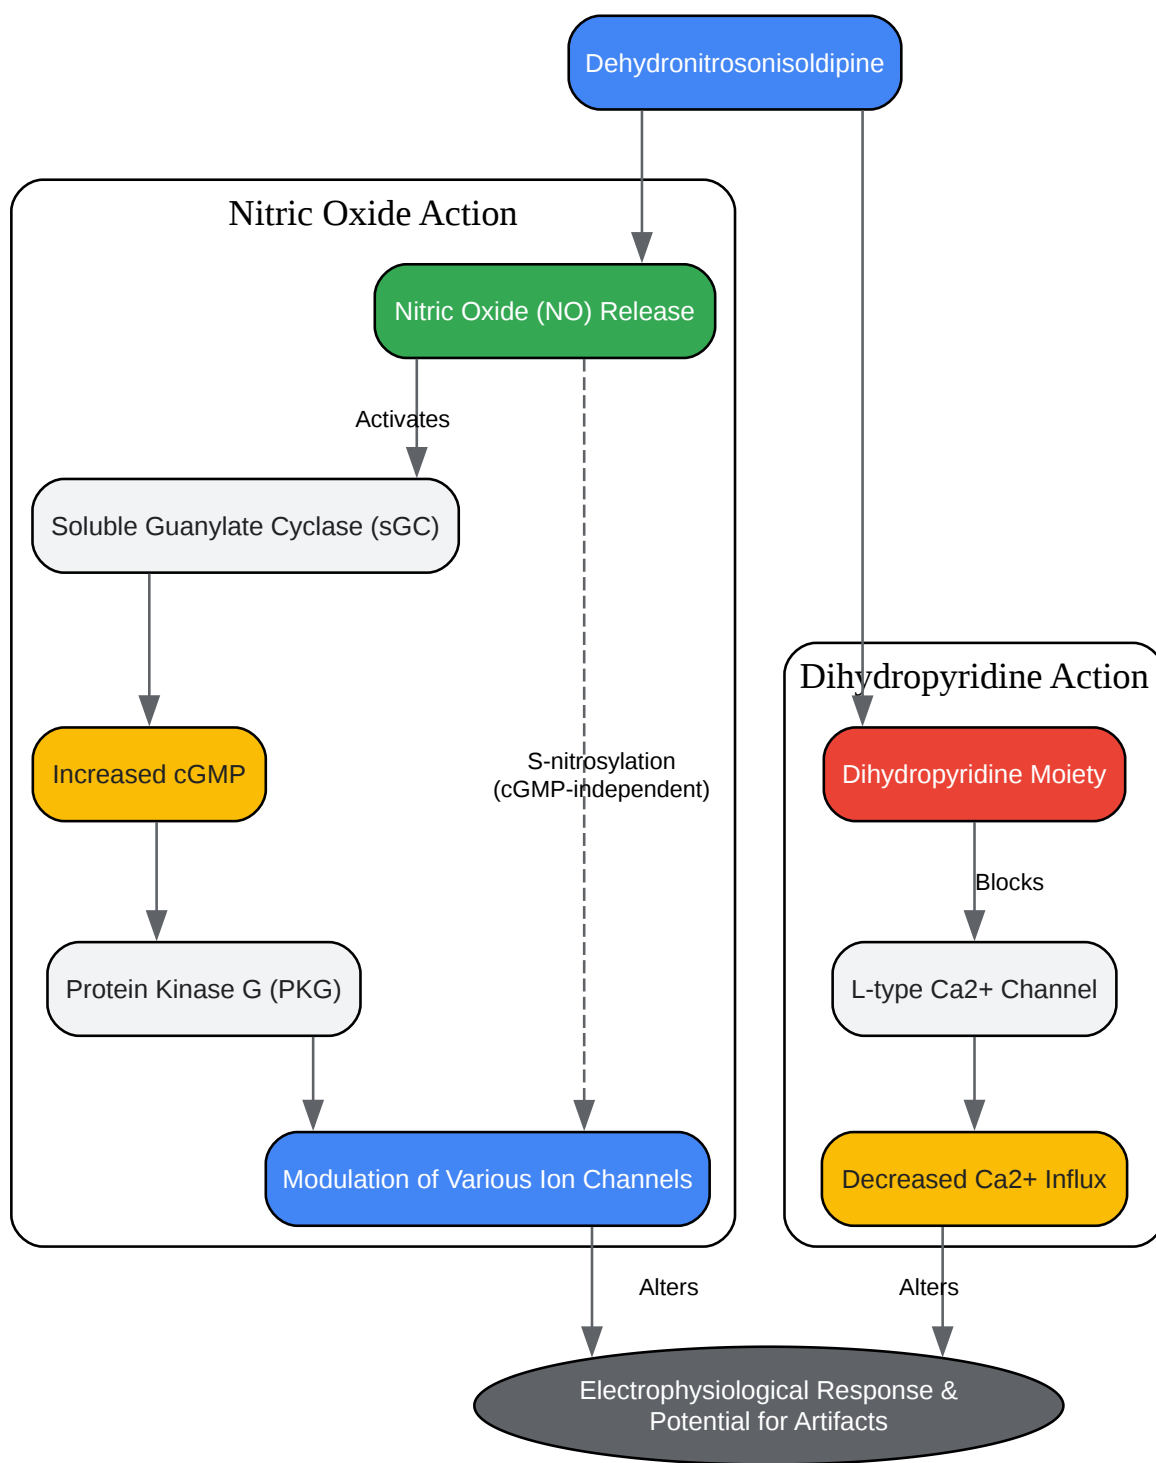 Dehydronitrosonisoldipine
Nitric Oxide Action
Nitric Oxide (NO) Release
Activates
Soluble Guanylate Cyclase (sGC)
Dihydropyridine Action
Increased cGMP
S-nitrosylation
(cGMP-independent)
Dihydropyridine Moiety
Blocks
Protein Kinase G (PKG)
L-type Ca2+ Channel
Modulation of Various Ion Channels
Decreased Ca2+ Influx
Alters
Alters
Electrophysiological Response &
Potential for Artifacts